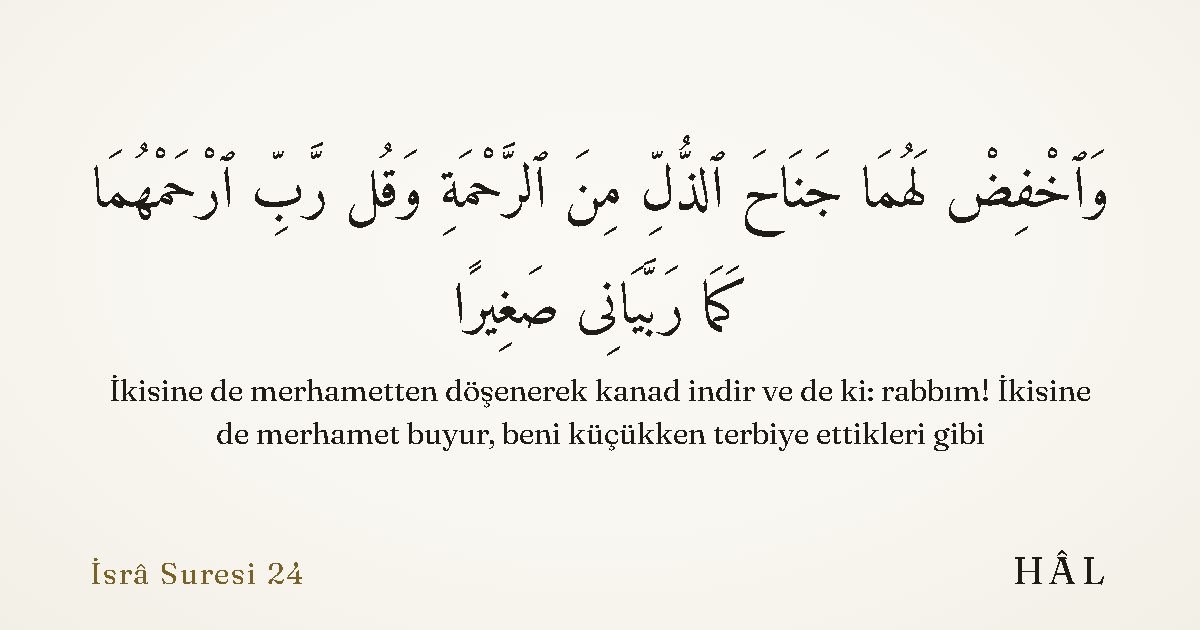 وَٱخْفِضْ لَهُمَا جَنَاحَ ٱلذُّلِّ مِنَ ٱلرَّحْمَةِ وَقُل رَّبِّ ٱرْحَمْهُمَا
كَمَا رَبَّيَانِى صَغِيرًا
İkisine de merhametten döşenerek kanad indir ve de ki: rabbım! İkisine
de merhamet buyur, beni küçükken terbiye ettikleri gibi
İsrâ Suresi 24
HÂL